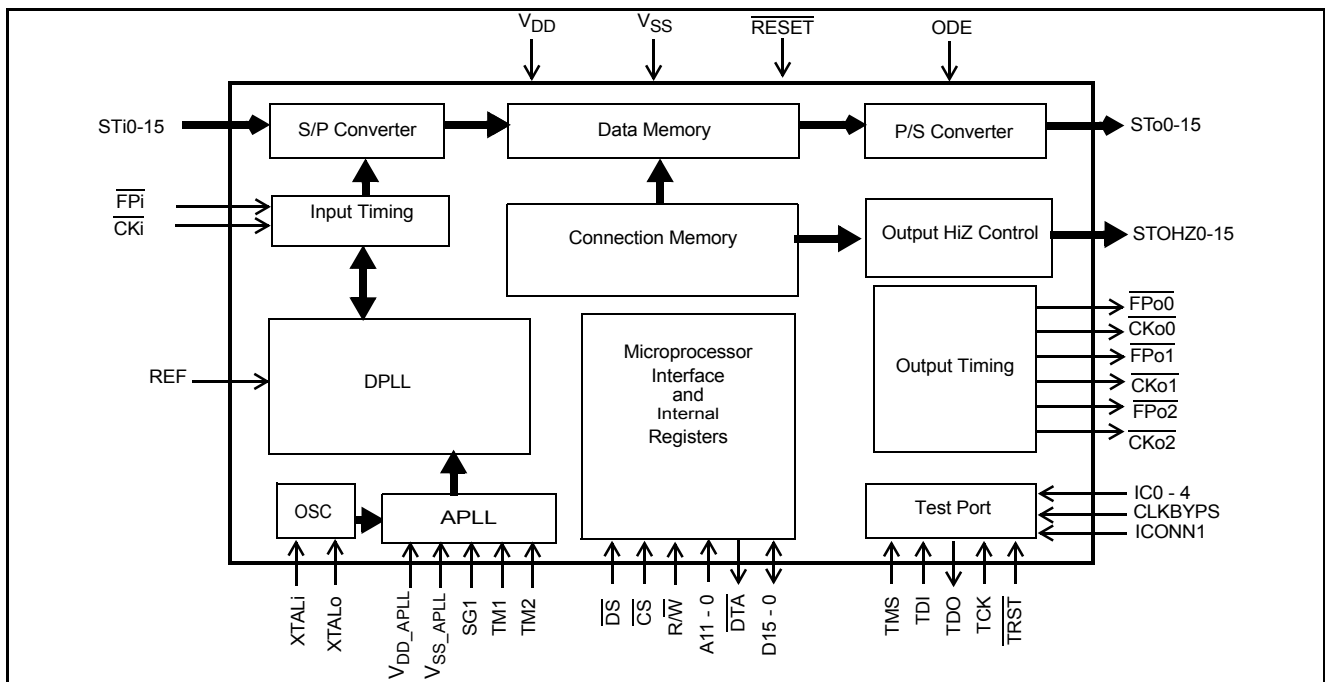 VDD VSS RESET ODE
STi0-15 S/P Converter Data Memory P/S Converter STo0-15
FPi
CKi
Input Timing
Connection Memory
Output HiZ Control
STOHZ0-15
REF
DPLL
Microprocessor
Interface
and
Internal
Registers
Output Timing
FPo0
CKo0
FPo1
CKo1
FPo2
CKo2
OSC
APLL
Test Port
IC0 - 4
CLKBYPS
ICONN1
XTALi
XTALo
VDD_APLL
VSS_APLL
SG1
TM1
TM2
DS
CS
R/W
A11 - 0
DTA
D15 - 0
TMS
TDI
TDO
TCK
TRST